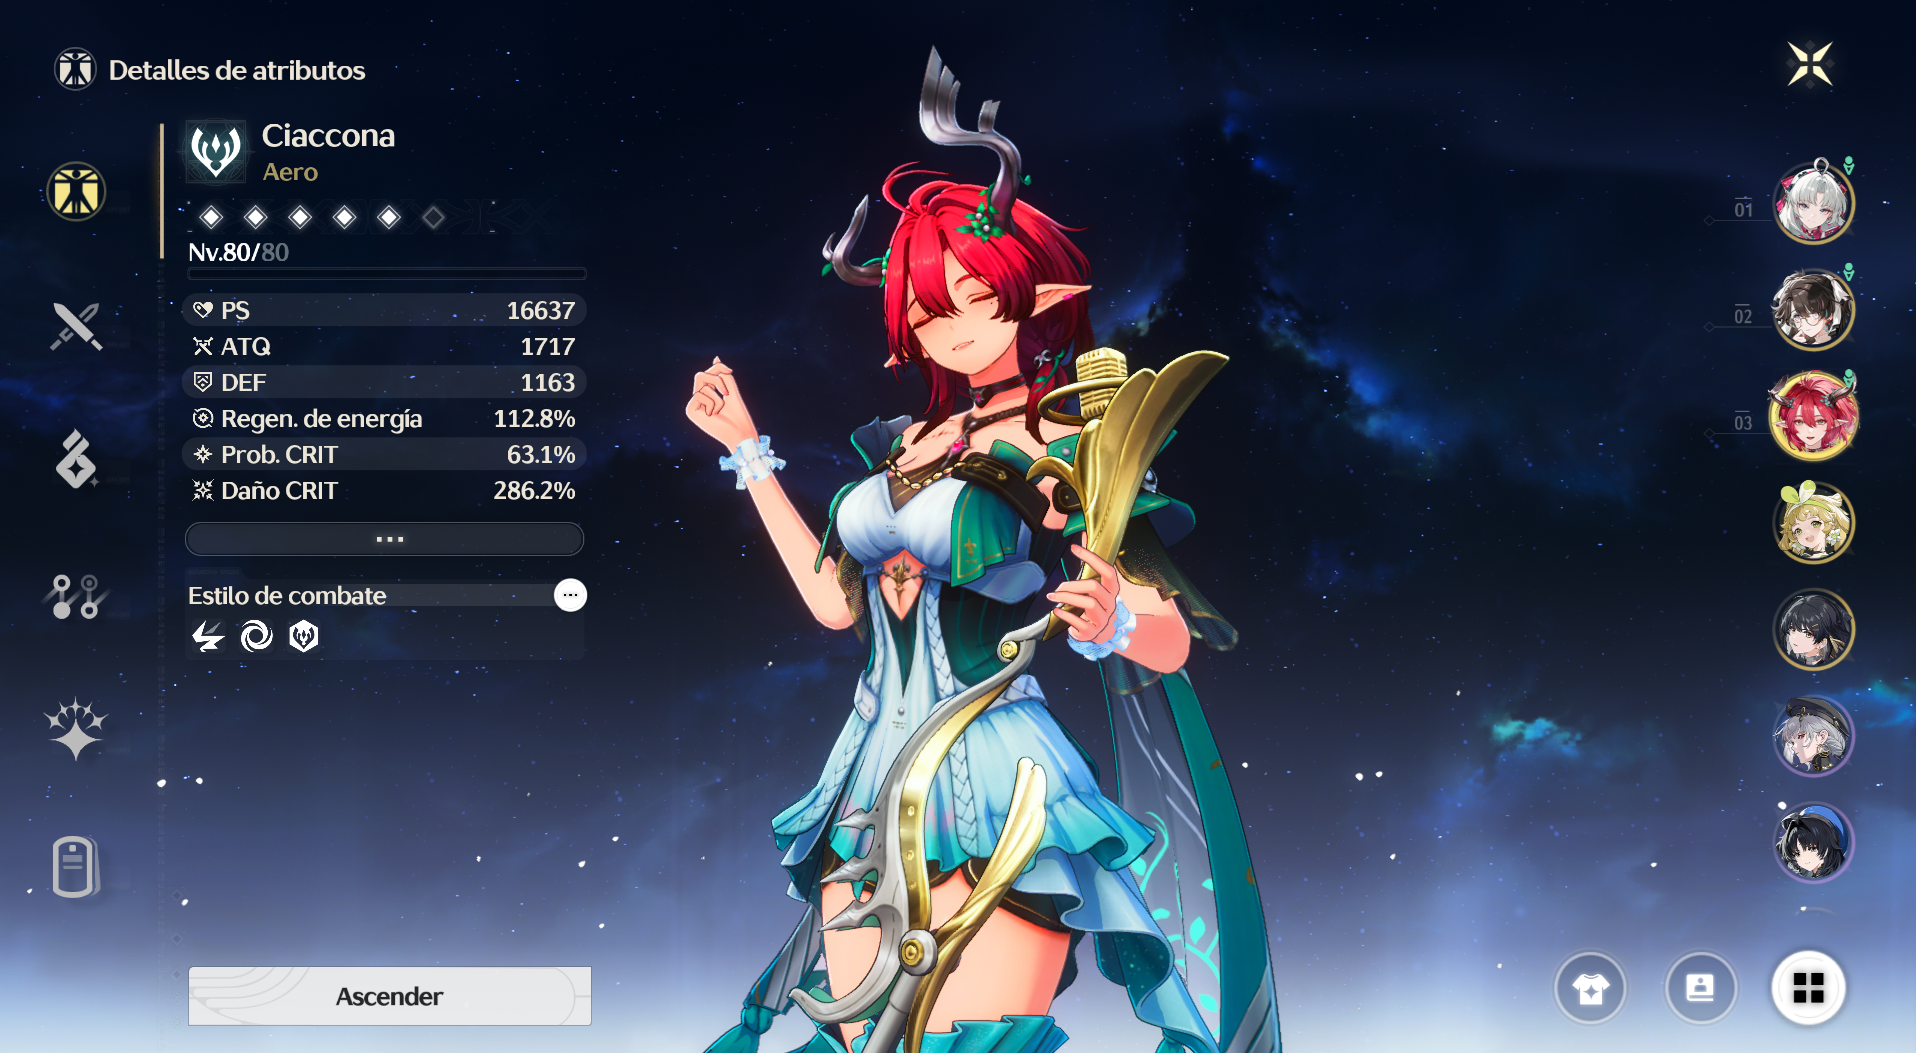 Detalles de atributos
Ciaccona
Aero
Nv.80/80
PS 16637
ATQ 1717
DEF 1163
Regen. de energía 112.8%
Prob. CRIT 63.1%
Daño CRIT 286.2%
Estilo de combate
Ascender
01
02
03